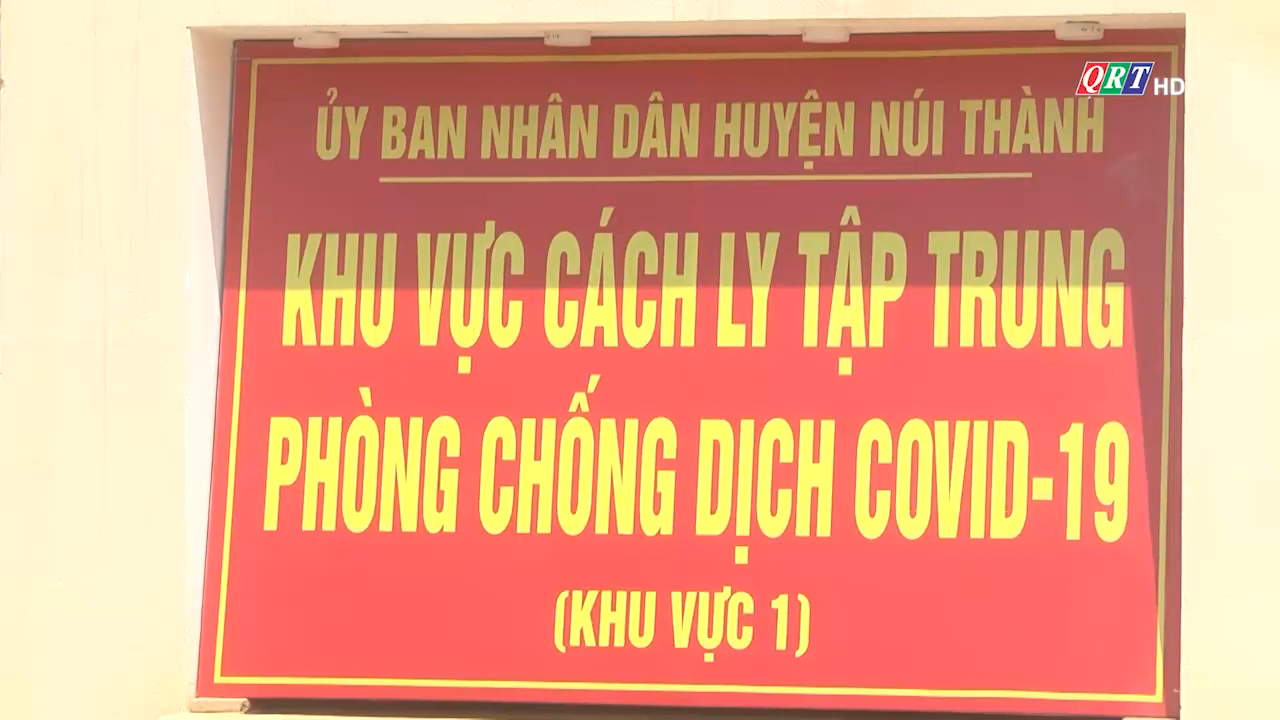 QRT HD
ỦY BAN NHÂN DÂN HUYỆN NÚI THÀNH
KHU VỰC CÁCH LY TẬP TRUNG
PHÒNG CHỐNG DỊCH COVID-19
(KHU VỰC 1)